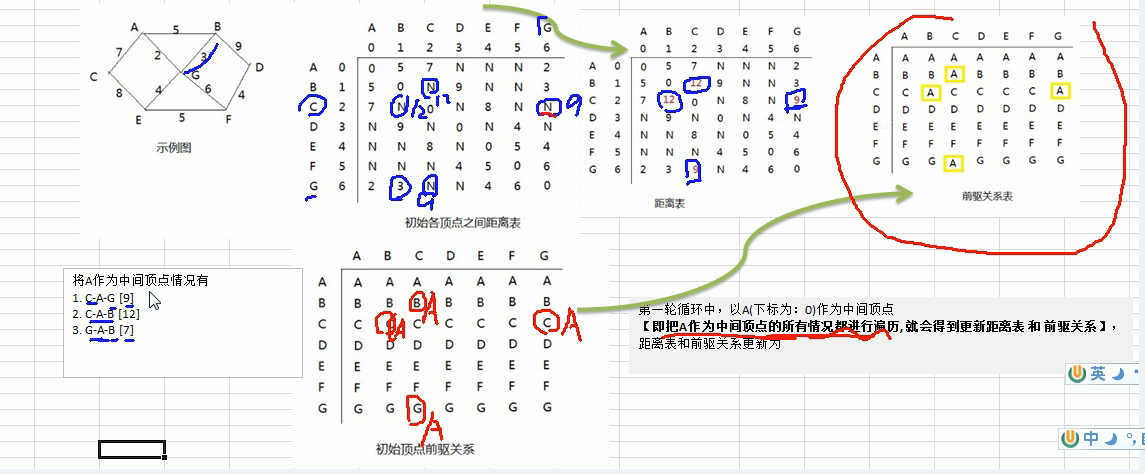 A 5 B
7 2 3 9
C G D
8 4 6 4
E 5 F
示例图
A B C D E F G
0 1 2 3 4 5 6
A 0 0 5 7 N N N 2
B 1 5 0 N 9 N N 3
C 2 7 N 0 N 8 N N 9
D 3 N 9 N 0 N 4 N
E 4 N N 8 N 0 5 4
F 5 N N N 4 5 0 6
G 6 2 3 N N 4 6 0
12
12
9
初始各顶点之间距离表
A B C D E F G
0 1 2 3 4 5 6
A 0 0 5 7 N N N 2
B 1 5 0 12 9 N N 3
C 2 7 12 0 N 8 N 9
D 3 N 9 N 0 N 4 N
E 4 N N 8 N 0 5 4
F 5 N N N 4 5 0 6
G 6 2 3 9 N 4 6 0
距离表
A B C D E F G
A A A A A A A A
B B B A B B B B
C C A C C C C A
D D D D D D D D
E E E E E E E E
F F F F F F F F
G G G A G G G G
前驱关系表
将A作为中间顶点情况有
1. C-A-G [9]
2. C-A-B [12]
3. G-A-B [7]
A B C D E F G
A A A A A A A A
B B B B B B B B
C C C C C C C C
D D D D D D D D
E E E E E E E E
F F F F F F F F
G G G G G G G G
A
A
A
A
初始顶点前驱关系
第一轮循环中，以A(下标为：0)作为中间顶点
【即把A作为中间顶点的所有情况都进行遍历, 就会得到更新距离表 和 前驱关系】，
距离表和前驱关系更新为
英
中